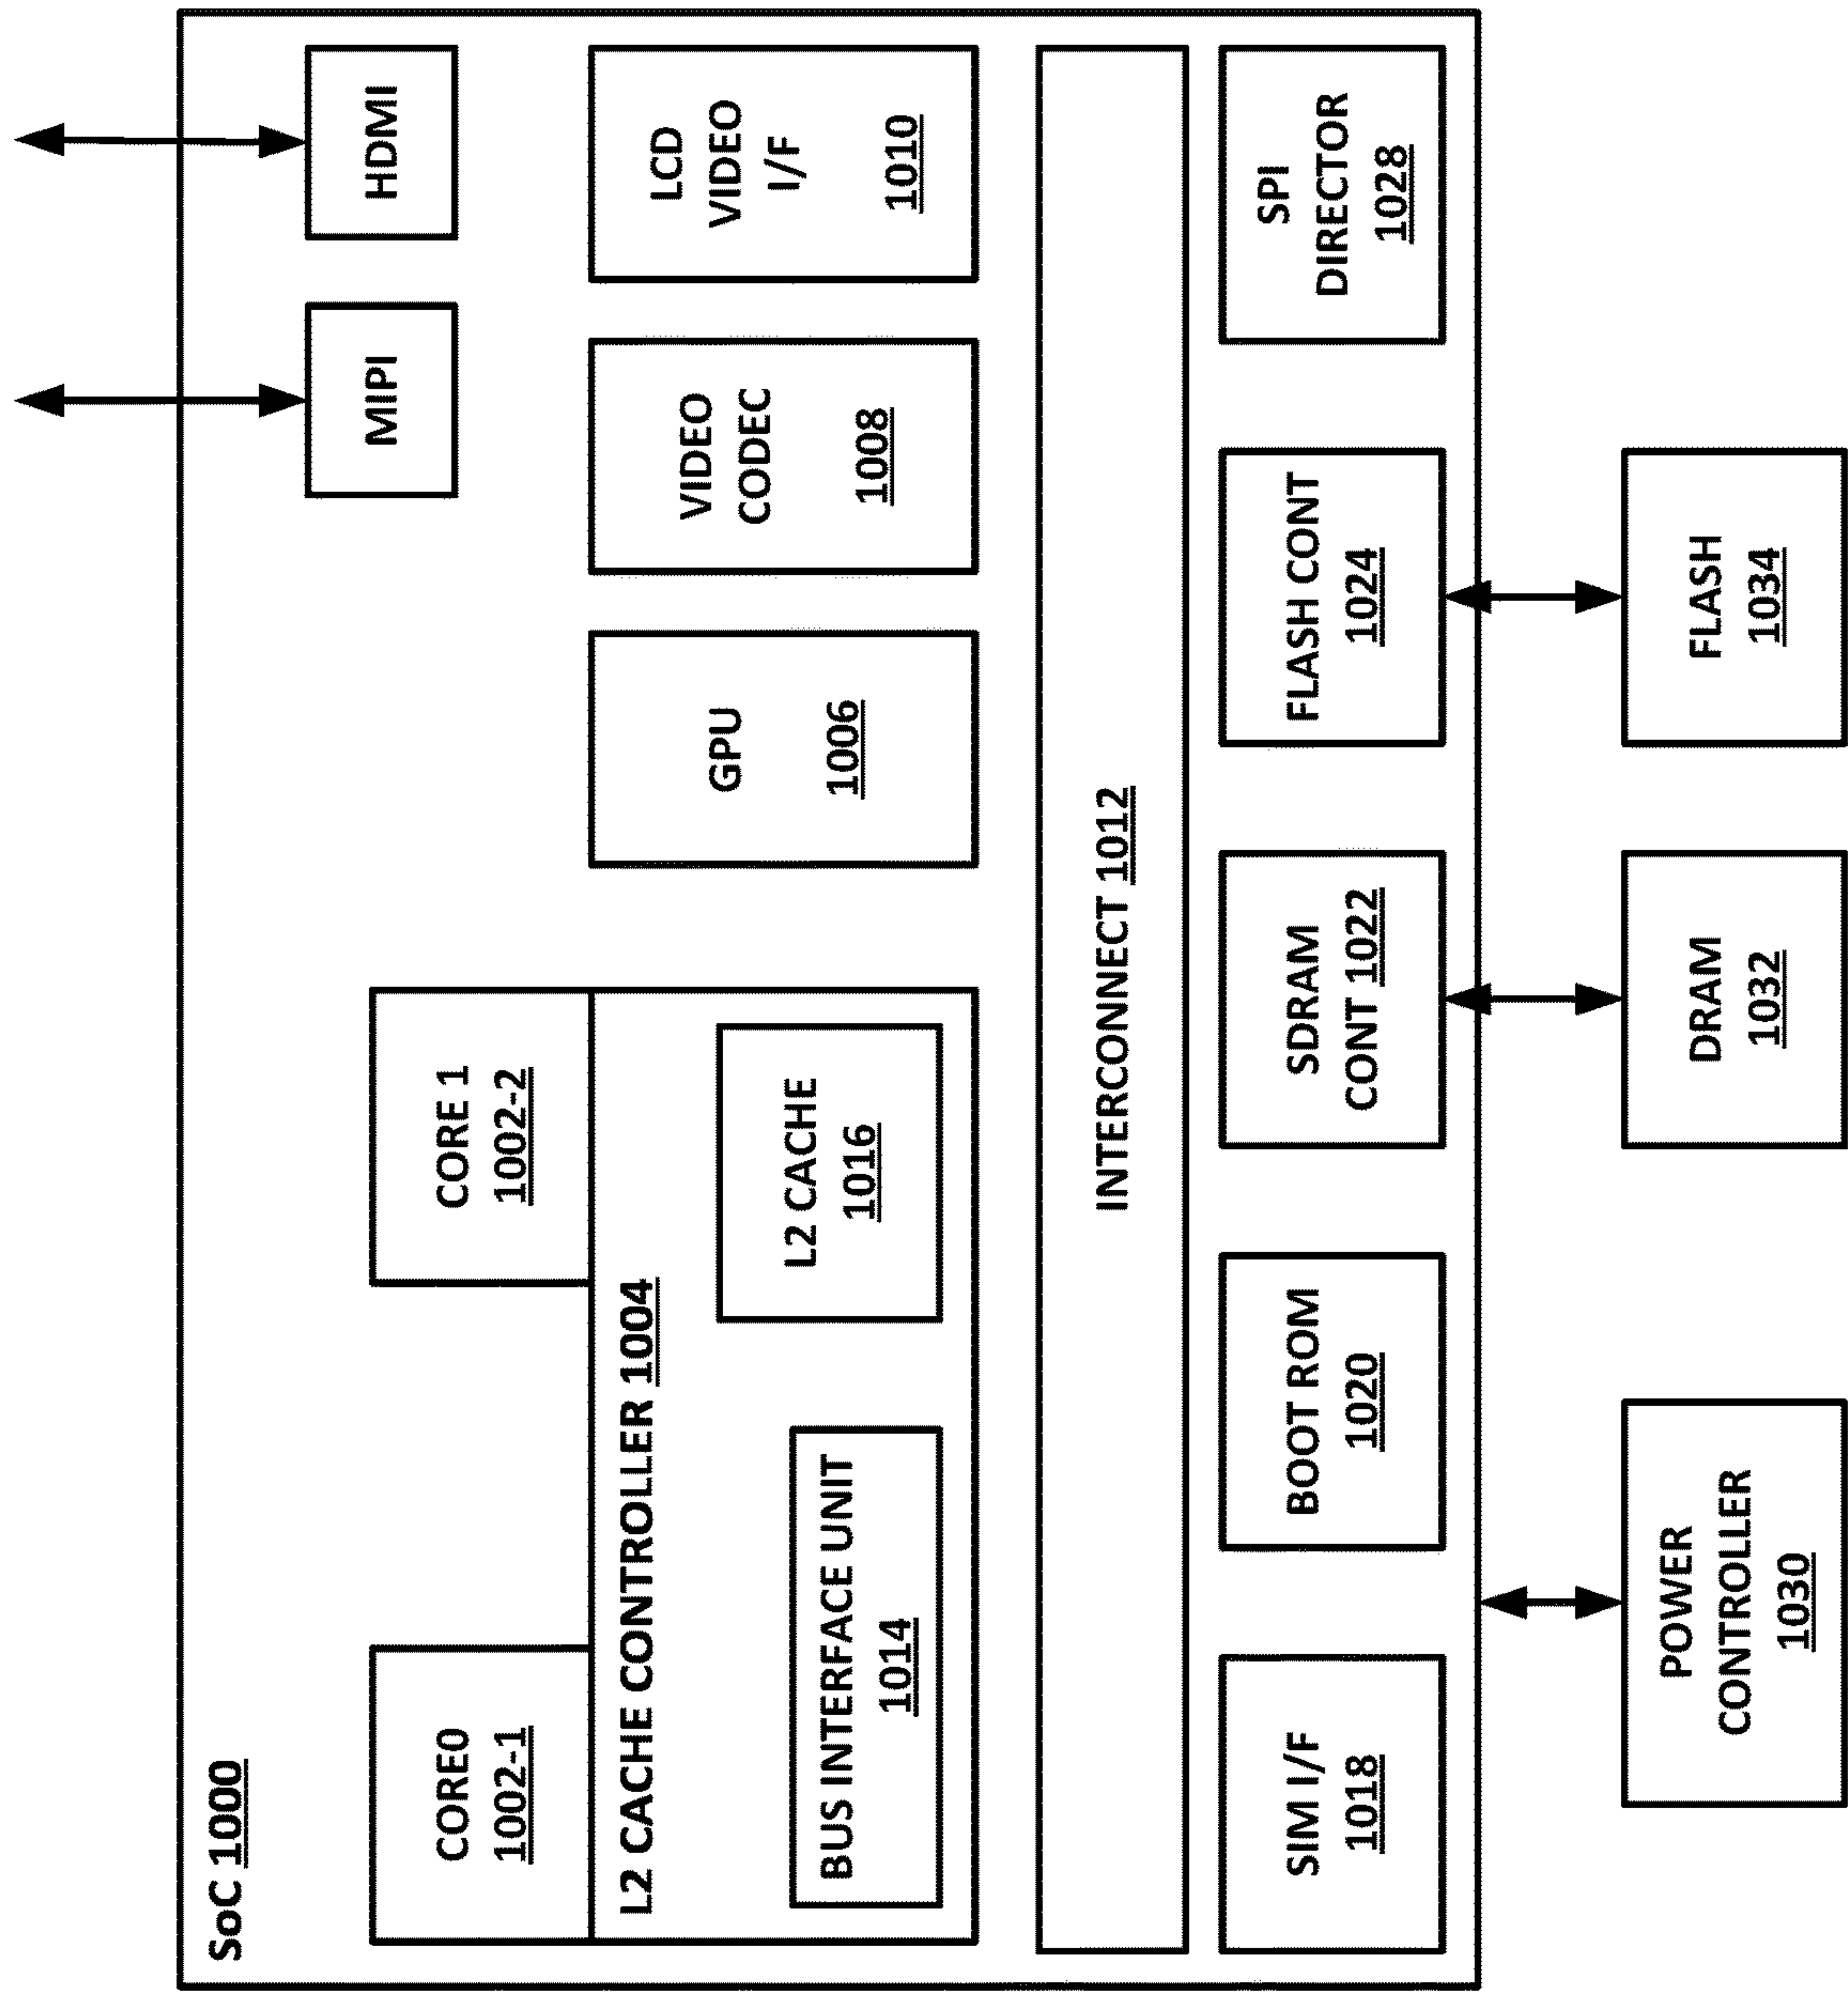 SoC 1000
CORE0
1002-1
CORE 1
1002-2
MIPI
HDMI
L2 CACHE CONTROLLER 1004
BUS INTERFACE UNIT
1014
L2 CACHE
1016
GPU
1006
VIDEO
CODEC
1008
LCD
VIDEO
I/F
1010
INTERCONNECT 1012
SIM I/F
1018
BOOT ROM
1020
SDRAM
CONT 1022
FLASH CONT
1024
SPI
DIRECTOR
1028
POWER
CONTROLLER
1030
DRAM
1032
FLASH
1034